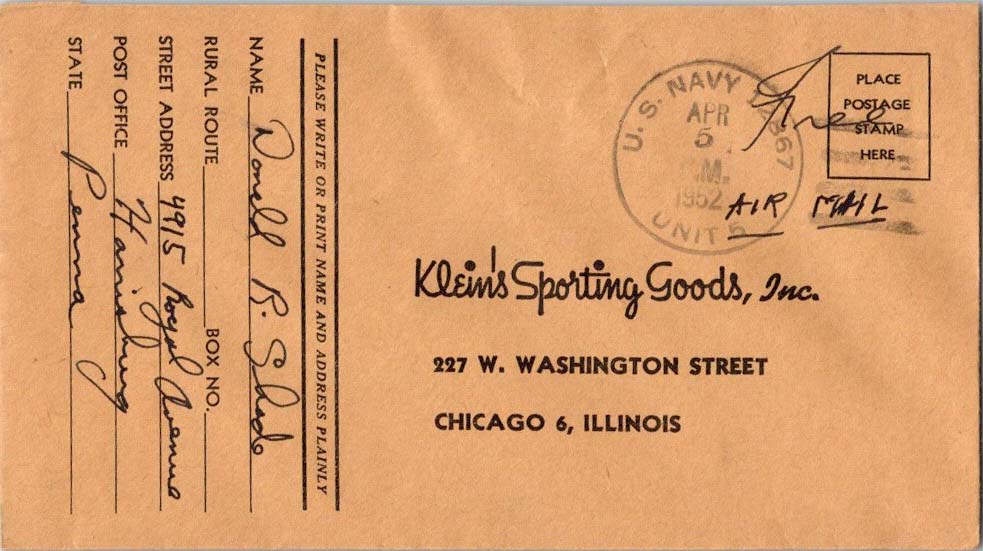 PLEASE WRITE OR PRINT NAME AND ADDRESS PLAINLY
NAME Donald R. Shade
RURAL ROUTE BOX NO.
STREET ADDRESS 4915 Royal Avenue
POST OFFICE Harrisburg
STATE Penna
U.S. NAVY 12867
APR
5
.M.
1952
UNIT 5
Free
PLACE
POSTAGE
STAMP
HERE
AIR MAIL
Klein's Sporting Goods, Inc.
227 W. WASHINGTON STREET
CHICAGO 6, ILLINOIS